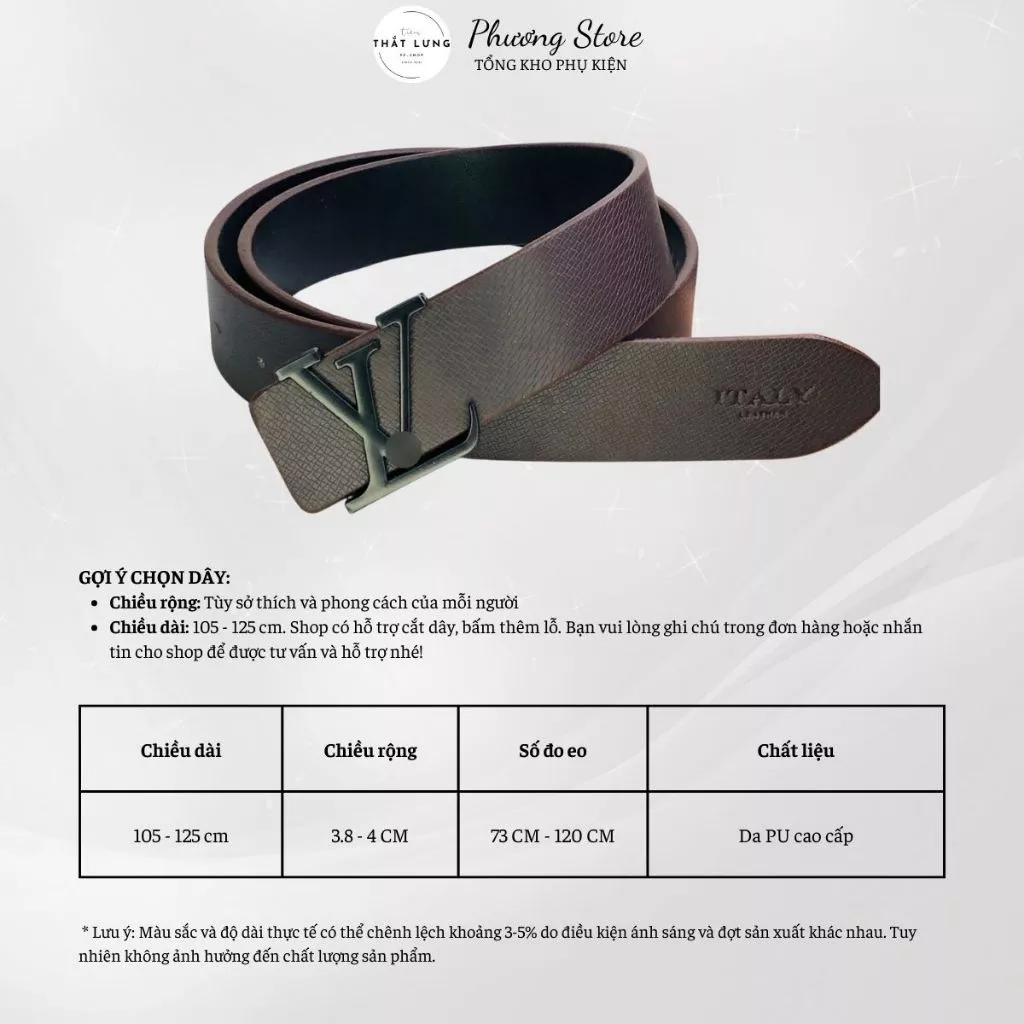 Tiên
THẮT LƯNG
Phương Store
TỔNG KHO PHỤ KIỆN
LV
ITALY
LEATHER
GỢI Ý CHỌN DÂY:
• Chiều rộng: Tùy sở thích và phong cách của mỗi người
• Chiều dài: 105 - 125 cm. Shop có hỗ trợ cắt dây, bấm thêm lỗ. Bạn vui lòng ghi chú trong đơn hàng hoặc nhắn
tin cho shop để được tư vấn và hỗ trợ nhé!
Chiều dài Chiều rộng Số đo eo Chất liệu
105 - 125 cm 3.8 - 4 CM 73 CM - 120 CM Da PU cao cấp
* Lưu ý: Màu sắc và độ dài thực tế có thể chênh lệch khoảng 3-5% do điều kiện ánh sáng và đợt sản xuất khác nhau. Tuy
nhiên không ảnh hưởng đến chất lượng sản phẩm.